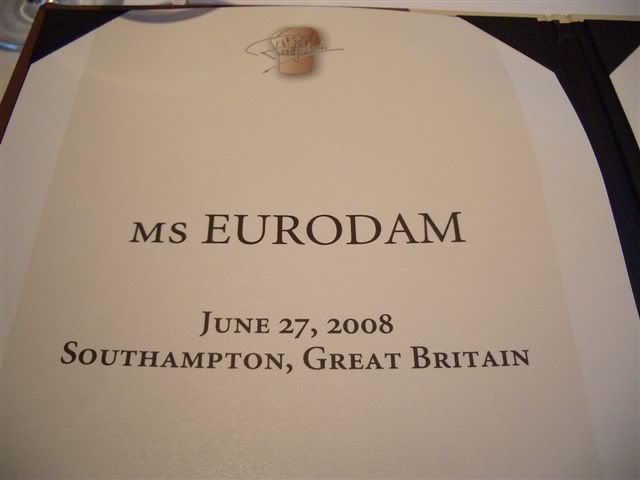 MS EURODAM
JUNE 27, 2008
SOUTHAMPTON, GREAT BRITAIN